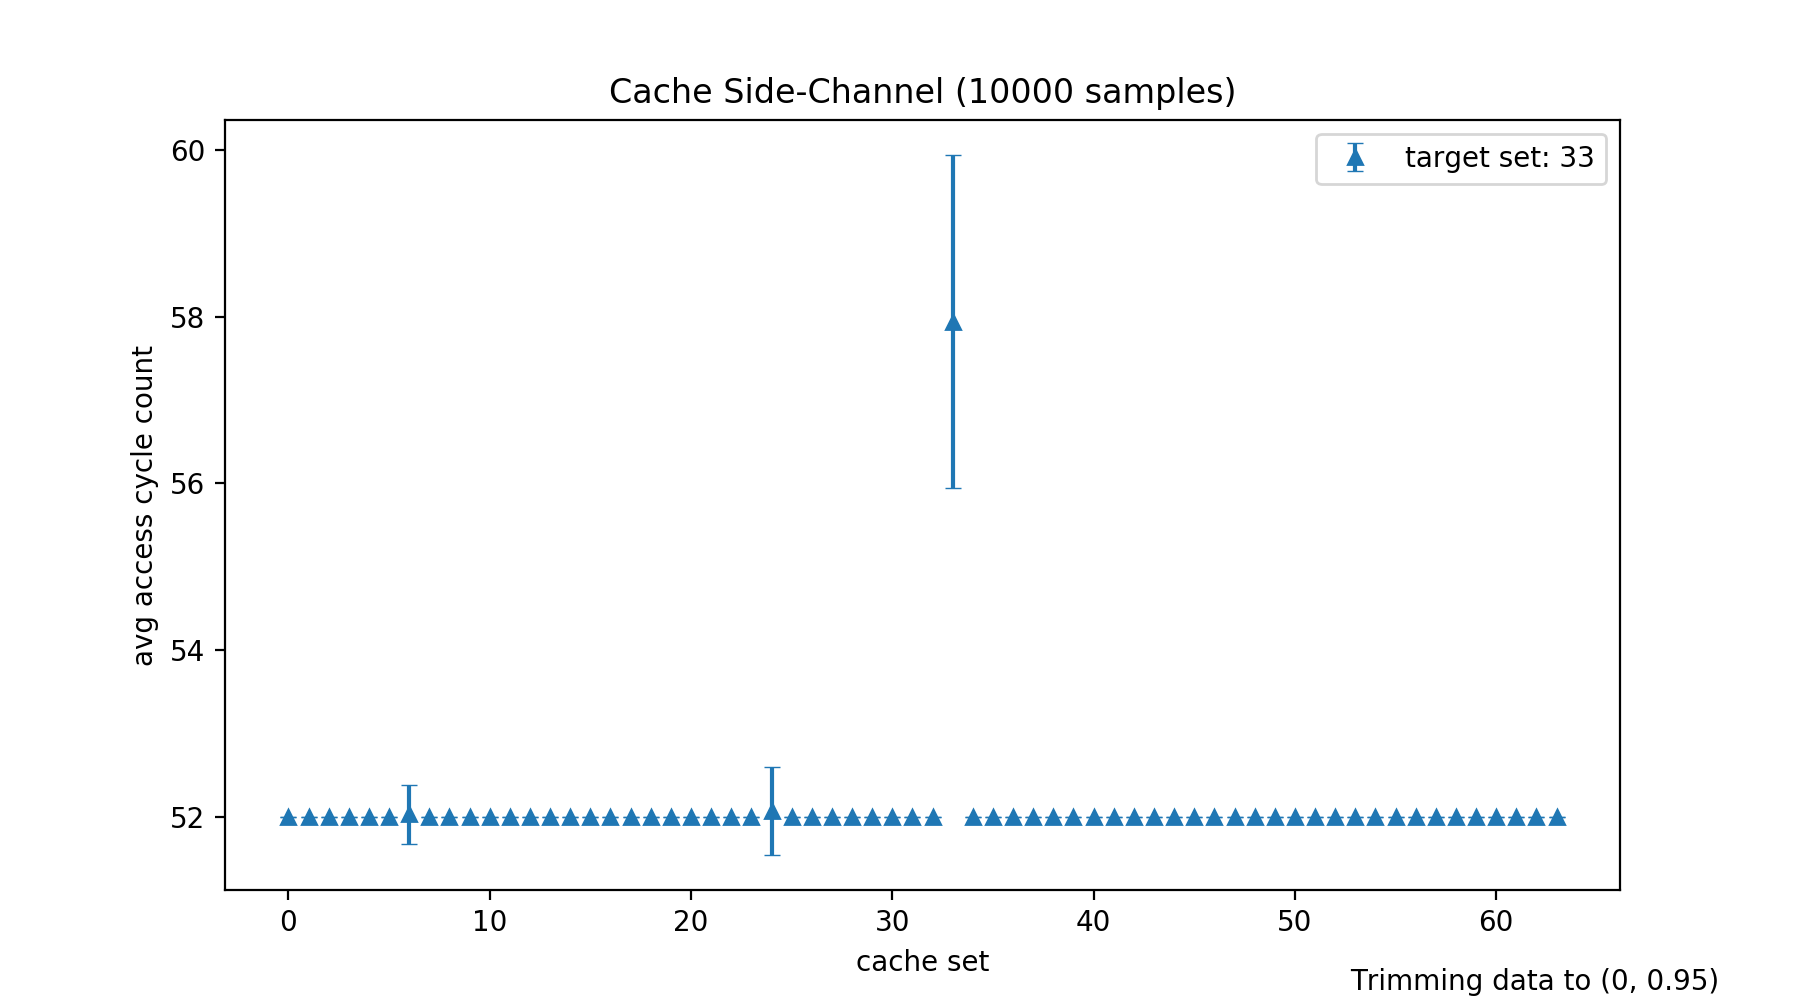 Cache Side-Channel (10000 samples)
target set: 33
60
58
56
54
52
avg access cycle count
0 10 20 30 40 50 60
cache set
Trimming data to (0, 0.95)